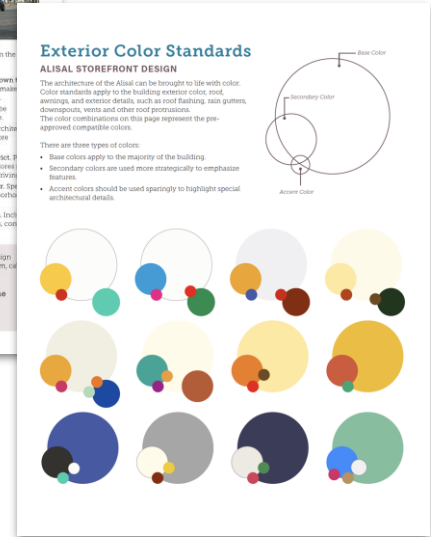 Exterior Color Standards
ALISAL STOREFRONT DESIGN
The architecture of the Alisal can be brought to life with color.
Color standards apply to the building exterior color, roof,
awnings, and exterior details, such as roof flashing, rain gutters,
downspouts, vents and other roof protrusions.
The color combinations on this page represent the pre-
approved compatible colors.
There are three types of colors:
• Base colors apply to the majority of the building.
• Secondary colors are used more strategically to emphasize
features.
• Accent colors should be used sparingly to highlight special
architectural details.
Base Color
Secondary Color
Accent Color